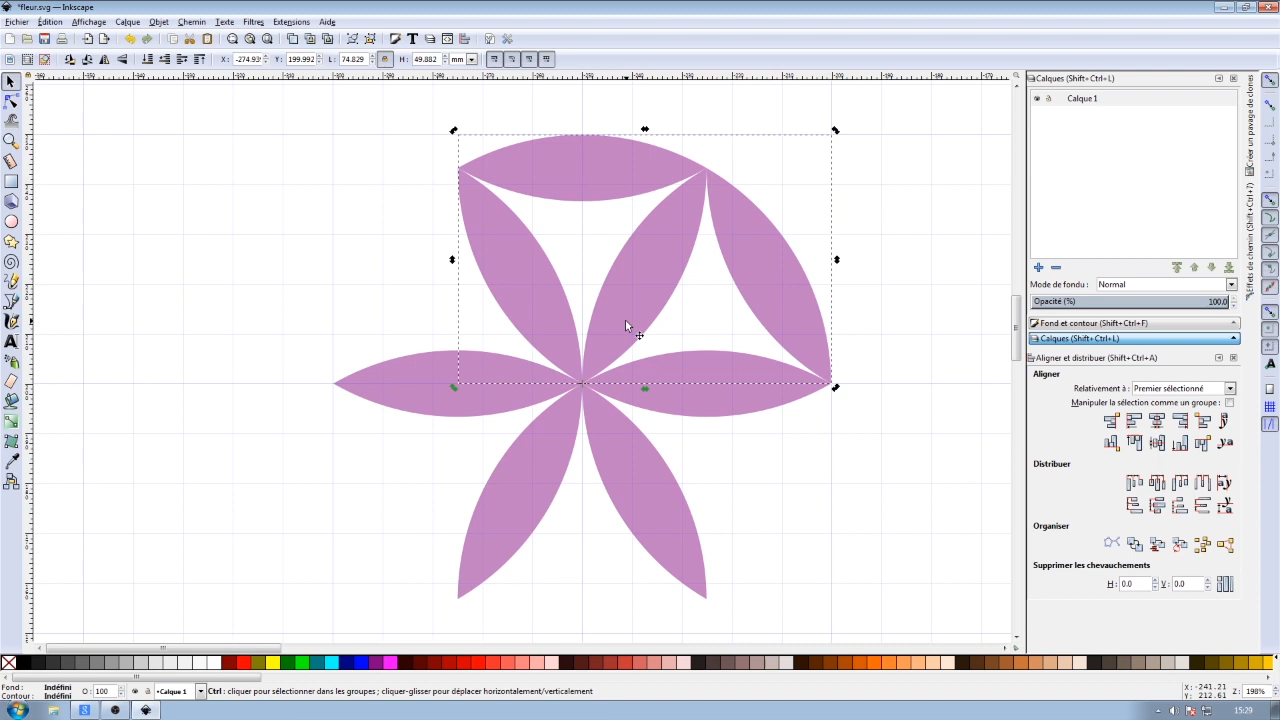 *fleur.svg — Inkscape
Fichier Édition Affichage Calque Objet Chemin Texte Filtres Extensions Aide
X: -274.93 Y: 199.992 L: 74.829 H: 49.882 mm
Calques (Shift+Ctrl+L)
Calque 1
Créer un pavage de clones
Effets de chemin (Shift+Ctrl+7)
Mode de fondu : Normal
Opacité (%) 100.0
Fond et contour (Shift+Ctrl+F)
Calques (Shift+Ctrl+L)
Aligner et distribuer (Shift+Ctrl+A)
Aligner
Relativement à : Premier sélectionné
Manipuler la sélection comme un groupe :
Distribuer
Organiser
Supprimer les chevauchements
H: 0.0 V: 0.0
Fond : Indéfini
Contour : Indéfini
O: 100
•Calque 1
Ctrl : cliquer pour sélectionner dans les groupes ; cliquer-glisser pour déplacer horizontalement/verticalement
X: -241.21
Y: 212.61
Z: 198%
15:29